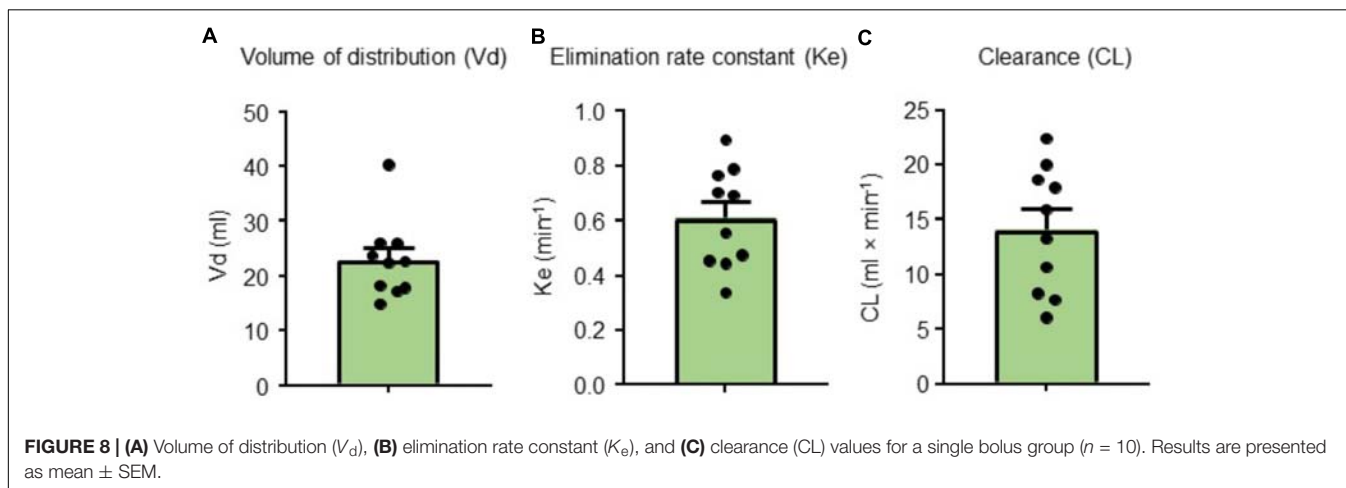 A
Volume of distribution (Vd)
Vd (ml)
50
40
30
20
10
0
B
Elimination rate constant (Ke)
Ke (min⁻¹)
1.0
0.8
0.6
0.4
0.2
0.0
C
Clearance (CL)
CL (ml × min⁻¹)
25
20
15
10
5
0
FIGURE 8 | (A) Volume of distribution (Vd), (B) elimination rate constant (Ke), and (C) clearance (CL) values for a single bolus group (n = 10). Results are presented
as mean ± SEM.